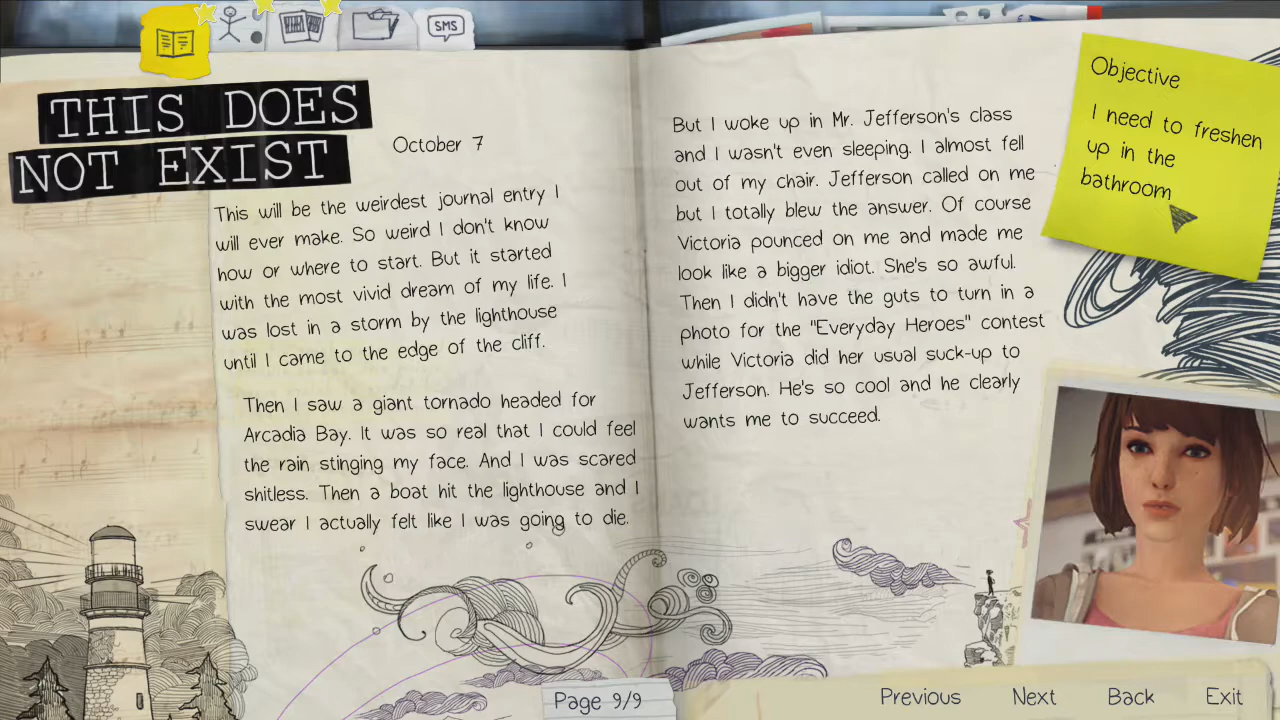 SMS
THIS DOES
NOT EXIST
October 7
This will be the weirdest journal entry I
will ever make. So weird I don't know
how or where to start. But it started
with the most vivid dream of my life. I
was lost in a storm by the lighthouse
until I came to the edge of the cliff.
Then I saw a giant tornado headed for
Arcadia Bay. It was so real that I could feel
the rain stinging my face. And I was scared
shitless. Then a boat hit the lighthouse and I
swear I actually felt like I was going to die.
But I woke up in Mr. Jefferson's class
and I wasn't even sleeping. I almost fell
out of my chair. Jefferson called on me
but I totally blew the answer. Of course
Victoria pounced on me and made me
look like a bigger idiot. She's so awful.
Then I didn't have the guts to turn in a
photo for the "Everyday Heroes" contest
while Victoria did her usual suck-up to
Jefferson. He's so cool and he clearly
wants me to succeed.
Objective
I need to freshen
up in the
bathroom
Page 9/9
Previous
Next
Back
Exit